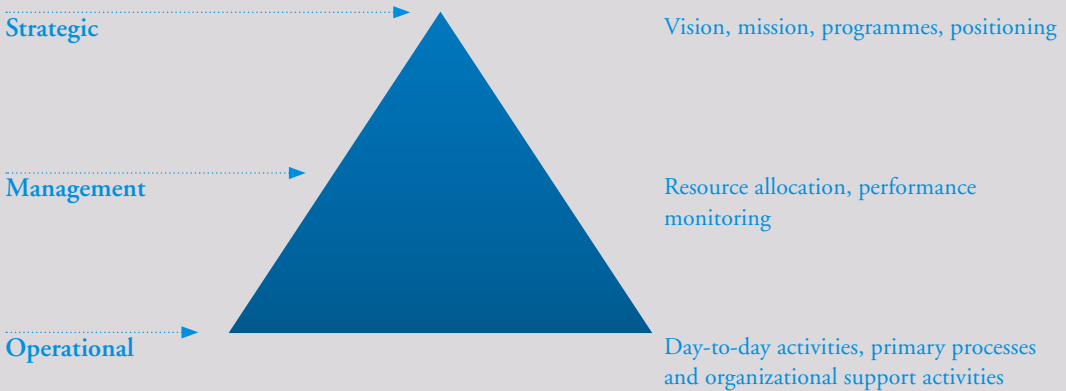 Strategic
Vision, mission, programmes, positioning
Management
Resource allocation, performance
monitoring
Operational
Day-to-day activities, primary processes
and organizational support activities